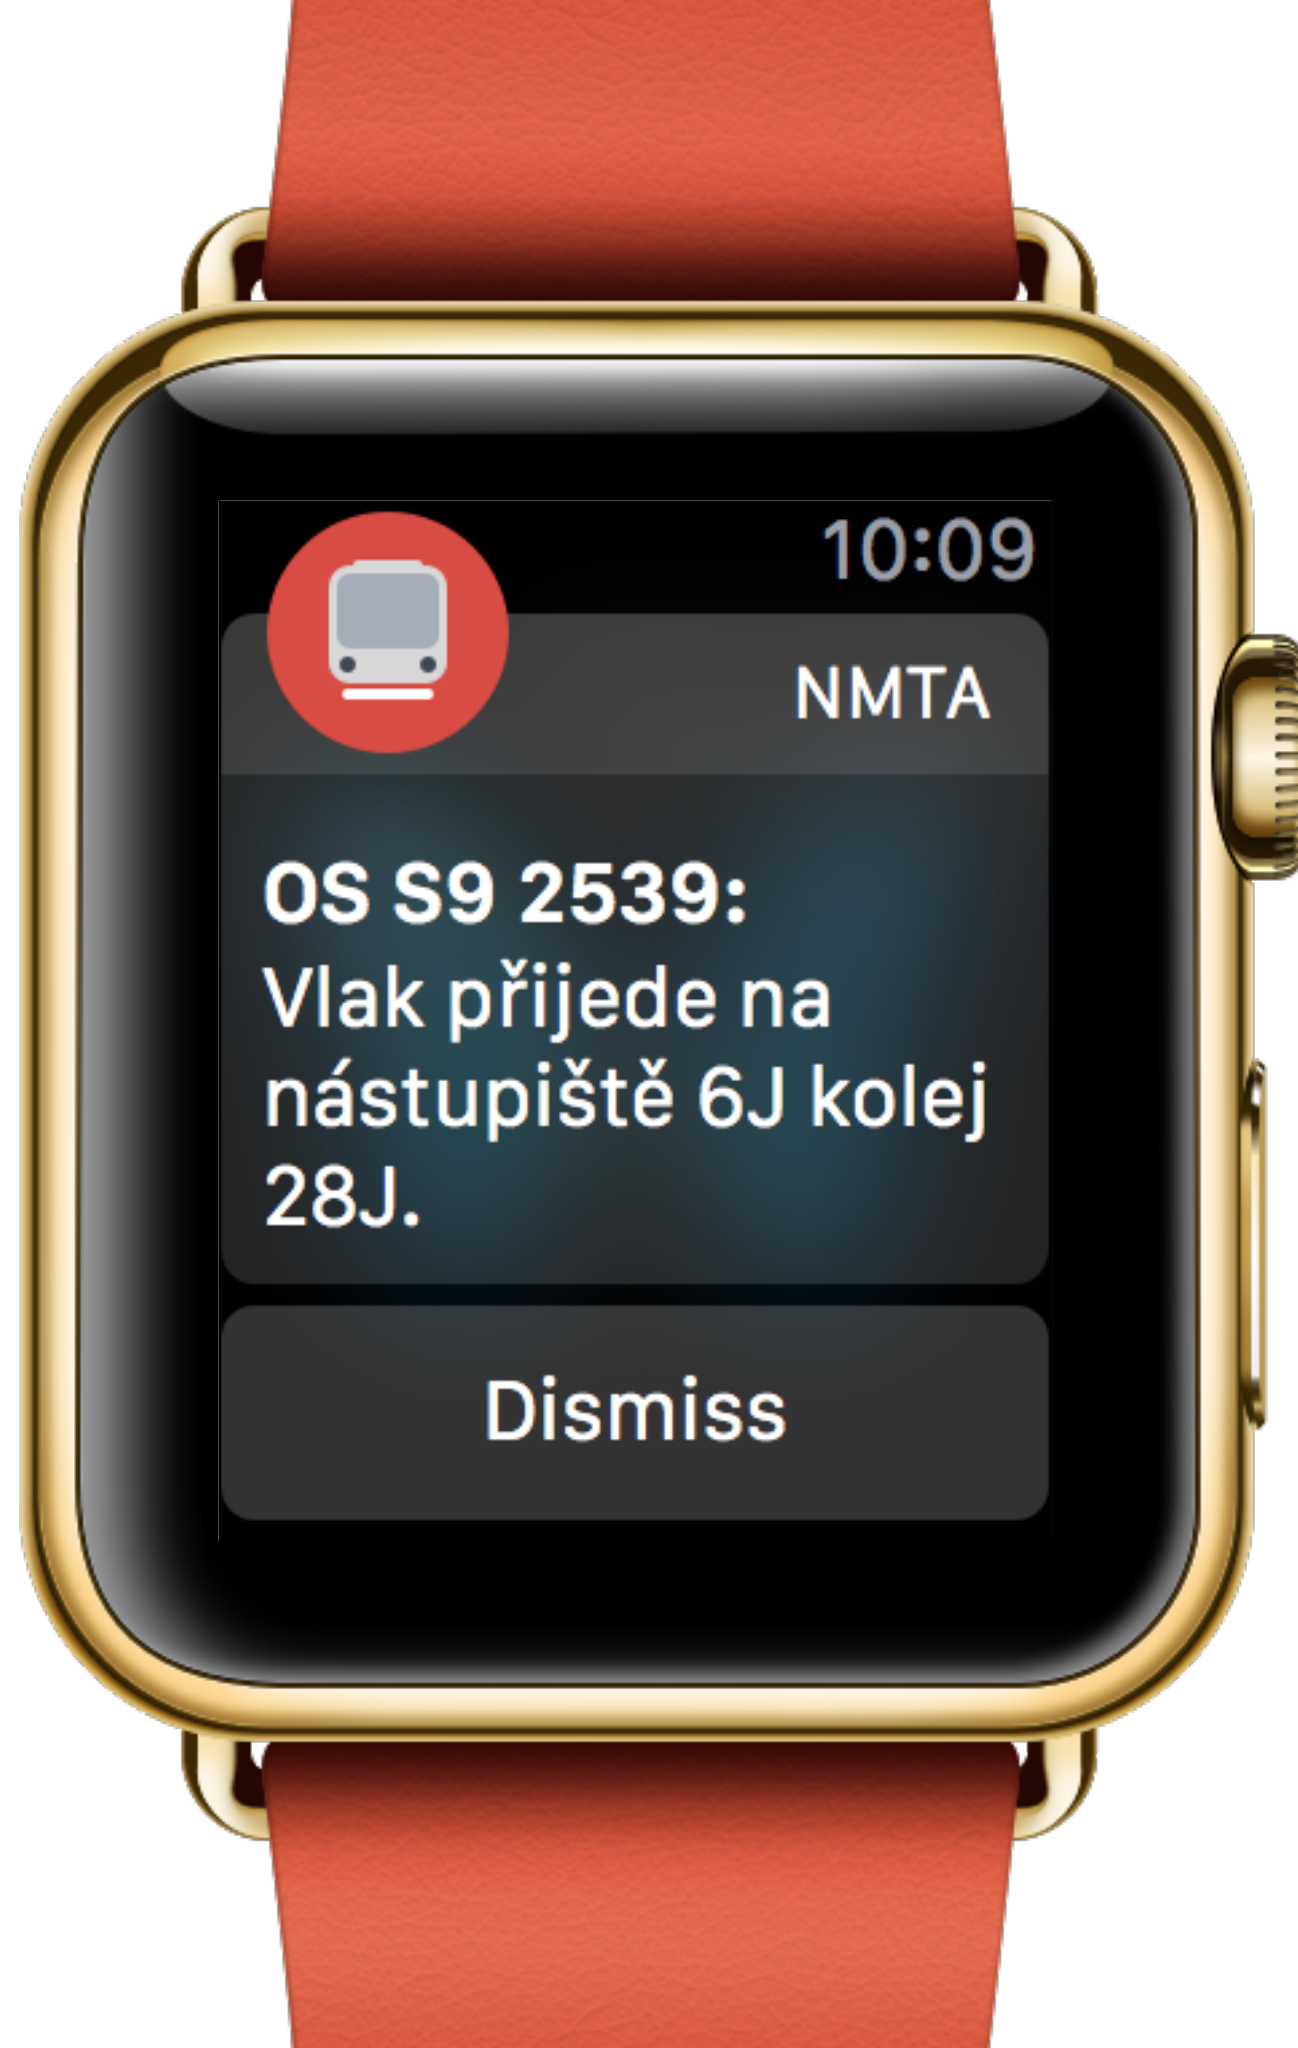 10:09
NMTA
OS S9 2539:
Vlak přijede na
nástupiště 6J kolej
28J.
Dismiss